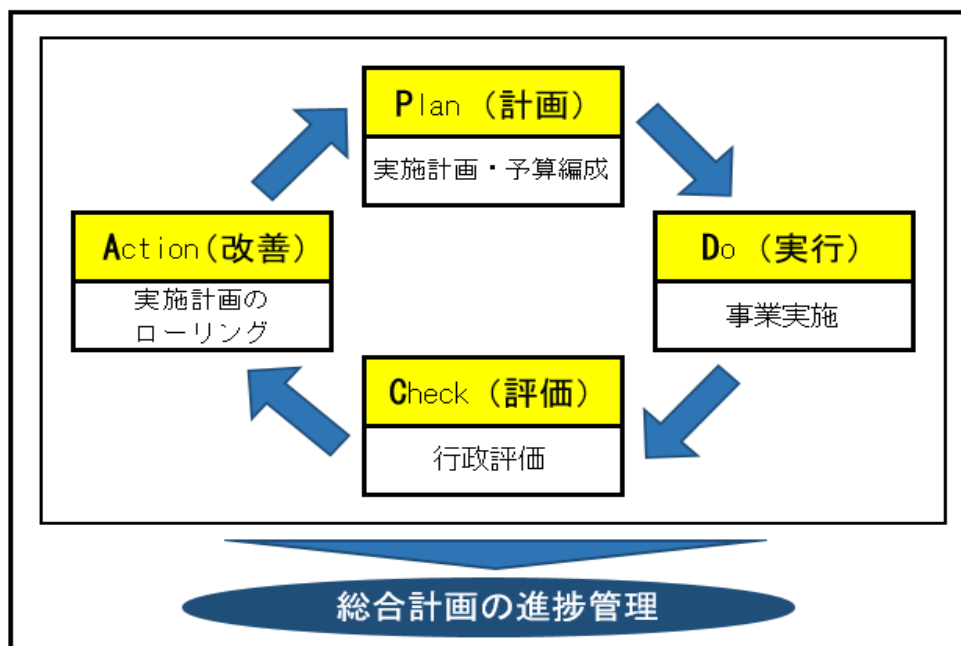 Plan（計画）
実施計画・予算編成
Action(改善)
実施計画の
ローリング
Do（実行）
事業実施
Check（評価）
行政評価
総合計画の進捗管理